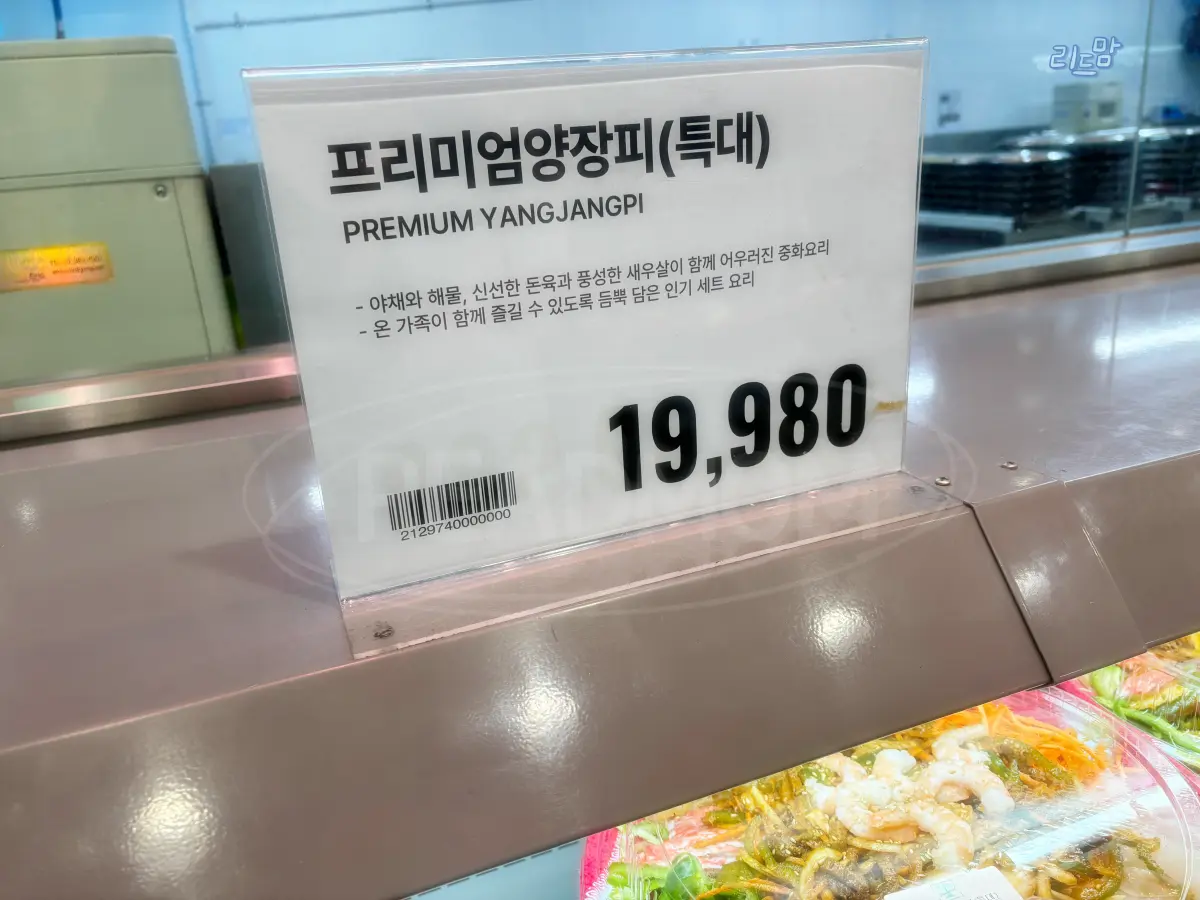 리드맘
프리미엄양장피(특대)
PREMIUM YANGJANGPI
- 야채와 해물, 신선한 돈육과 풍성한 새우살이 함께 어우러진 중화요리
- 온 가족이 함께 즐길 수 있도록 듬뿍 담은 인기 세트 요리
19,980
2129740000000